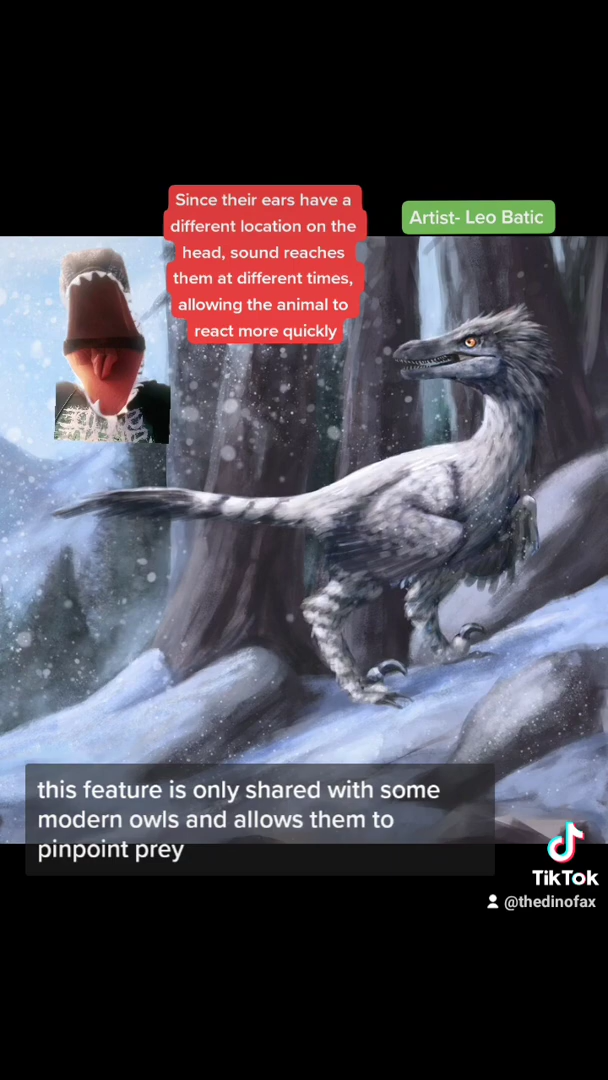 Since their ears have a
different location on the
head, sound reaches
them at different times,
allowing the animal to
react more quickly
Artist- Leo Batic
this feature is only shared with some
modern owls and allows them to
pinpoint prey
TikTok
@thedinofax